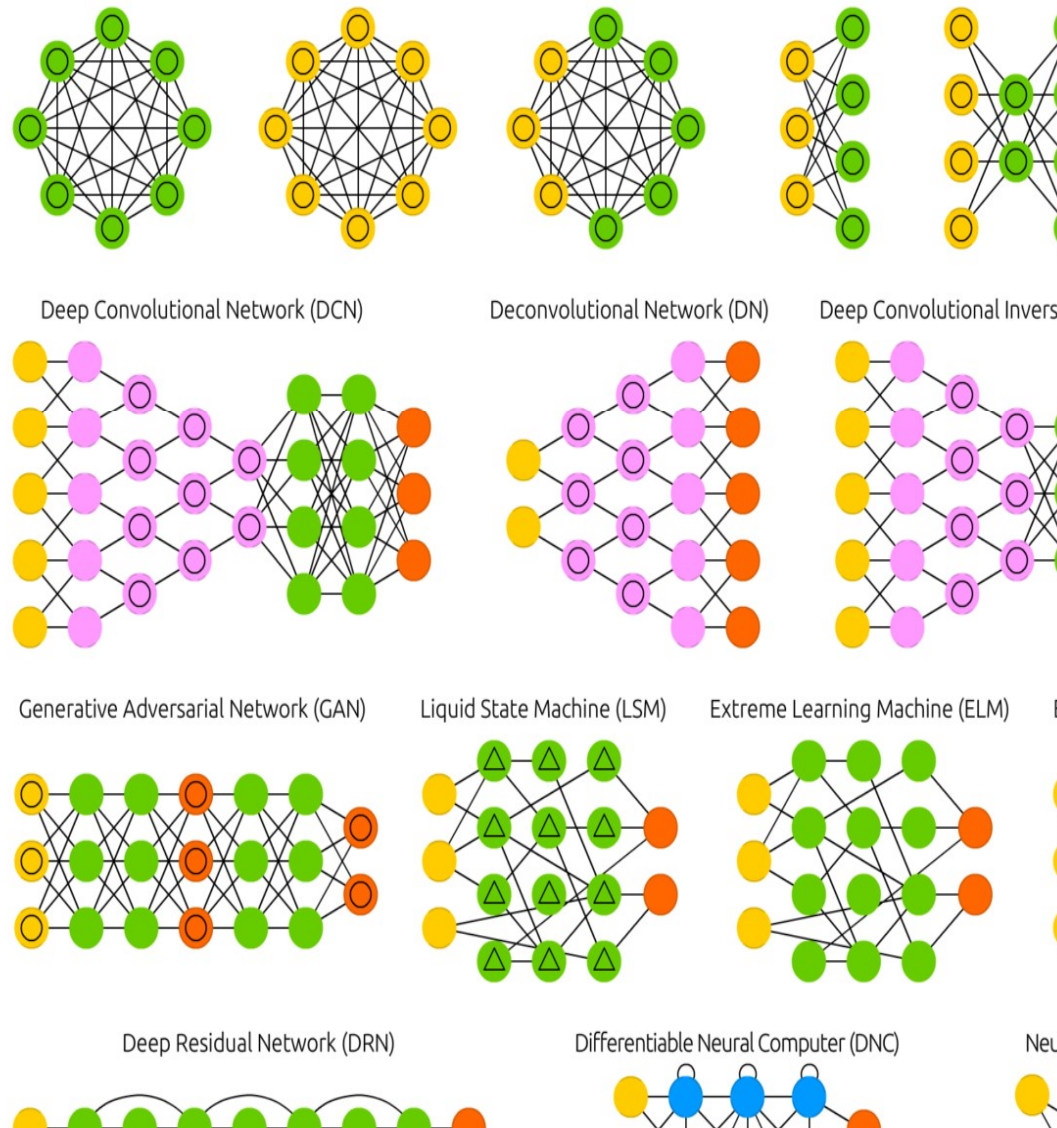 Deep Convolutional Network (DCN)
Deconvolutional Network (DN)
Deep Convolutional Invers
Generative Adversarial Network (GAN)
Liquid State Machine (LSM)
Extreme Learning Machine (ELM)
Deep Residual Network (DRN)
Differentiable Neural Computer (DNC)
Neu